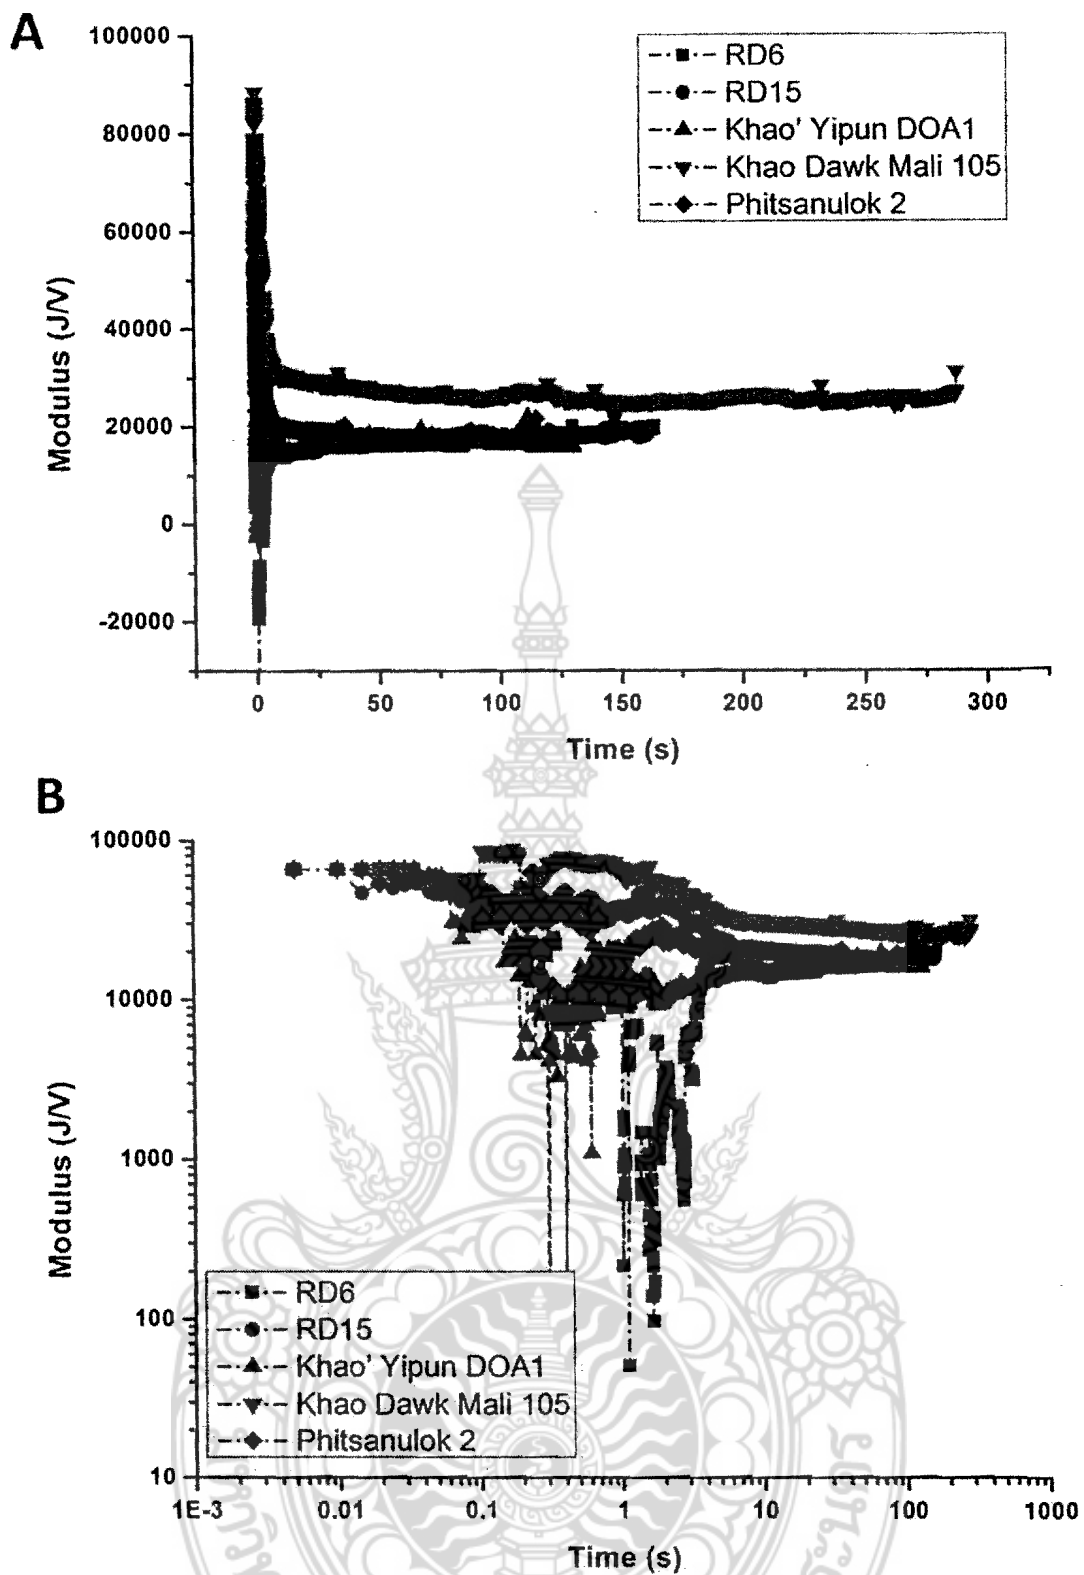 A
100000
80000
60000
40000
20000
0
-20000
Modulus (J/V)
RD6
RD15
Khao' Yipun DOA1
Khao Dawk Mali 105
Phitsanulok 2
0 50 100 150 200 250 300
Time (s)
B
100000
10000
1000
100
10
Modulus (J/V)
RD6
RD15
Khao' Yipun DOA1
Khao Dawk Mali 105
Phitsanulok 2
1E-3 0.01 0.1 1 10 100 1000
Time (s)